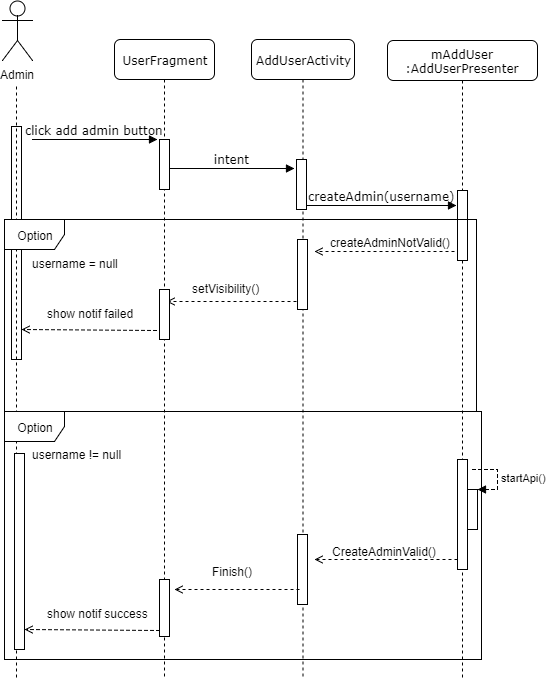 Admin
UserFragment
AddUserActivity
mAddUser
:AddUserPresenter
click add admin button
intent
createAdmin(username)
Option
createAdminNotValid()
username = null
setVisibility()
show notif failed
Option
username != null
startApi()
CreateAdminValid()
Finish()
show notif success